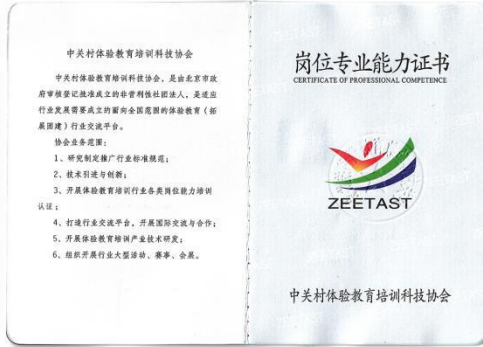 中关村体验教育培训科技协会
中关村体验教育培训科技协会，是由北京市政
府审核登记批准成立的非营利性社团法人，是适应
行业发展需要成立的面向全国范围的体验教育（拓
展团建）行业交流平台。
协会业务范围：
1、研究制定推广行业标准规范；
2、技术引进与创新；
3、开展体验教育培训行业各类岗位能力培训
认证；
4、打造行业交流平台，开展国际交流与合作；
5、开展体验教育培训产业技术研发；
6、组织开展行业大型活动、赛事、会展。
岗位专业能力证书
CERTIFICATE OF PROFESSIONAL COMPETENCE
ZEETAST
中关村体验教育培训科技协会